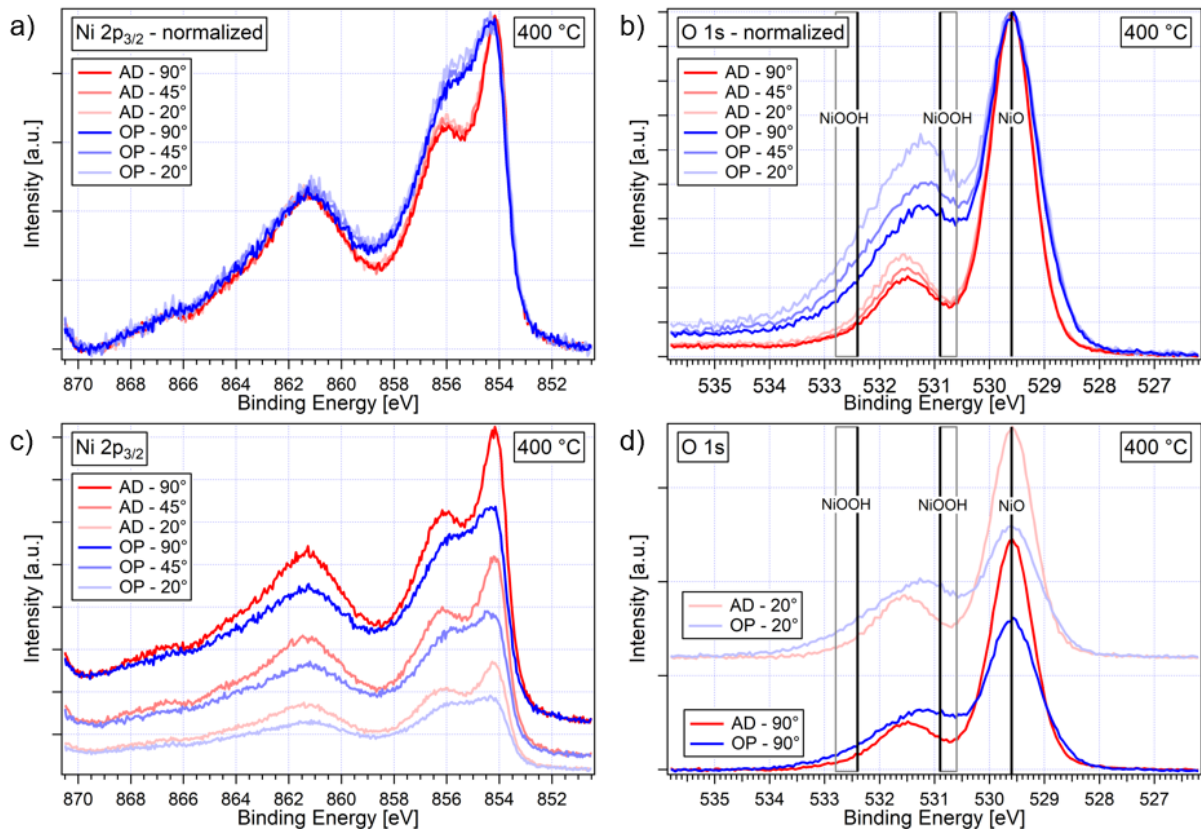 a)
Ni 2p3/2 - normalized
400 °C
AD - 90°
AD - 45°
AD - 20°
OP - 90°
OP - 45°
OP - 20°
Intensity [a.u.]
870 868 866 864 862 860 858 856 854 852
Binding Energy [eV]
b)
O 1s - normalized
400 °C
AD - 90°
AD - 45°
AD - 20°
OP - 90°
OP - 45°
OP - 20°
NiOOH NiOOH NiO
Intensity [a.u.]
535 534 533 532 531 530 529 528 527
Binding Energy [eV]
c)
Ni 2p3/2
400 °C
AD - 90°
AD - 45°
AD - 20°
OP - 90°
OP - 45°
OP - 20°
Intensity [a.u.]
870 868 866 864 862 860 858 856 854 852
Binding Energy [eV]
d)
O 1s
400 °C
NiOOH NiOOH NiO
AD - 20°
OP - 20°
AD - 90°
OP - 90°
Intensity [a.u.]
535 534 533 532 531 530 529 528 527
Binding Energy [eV]